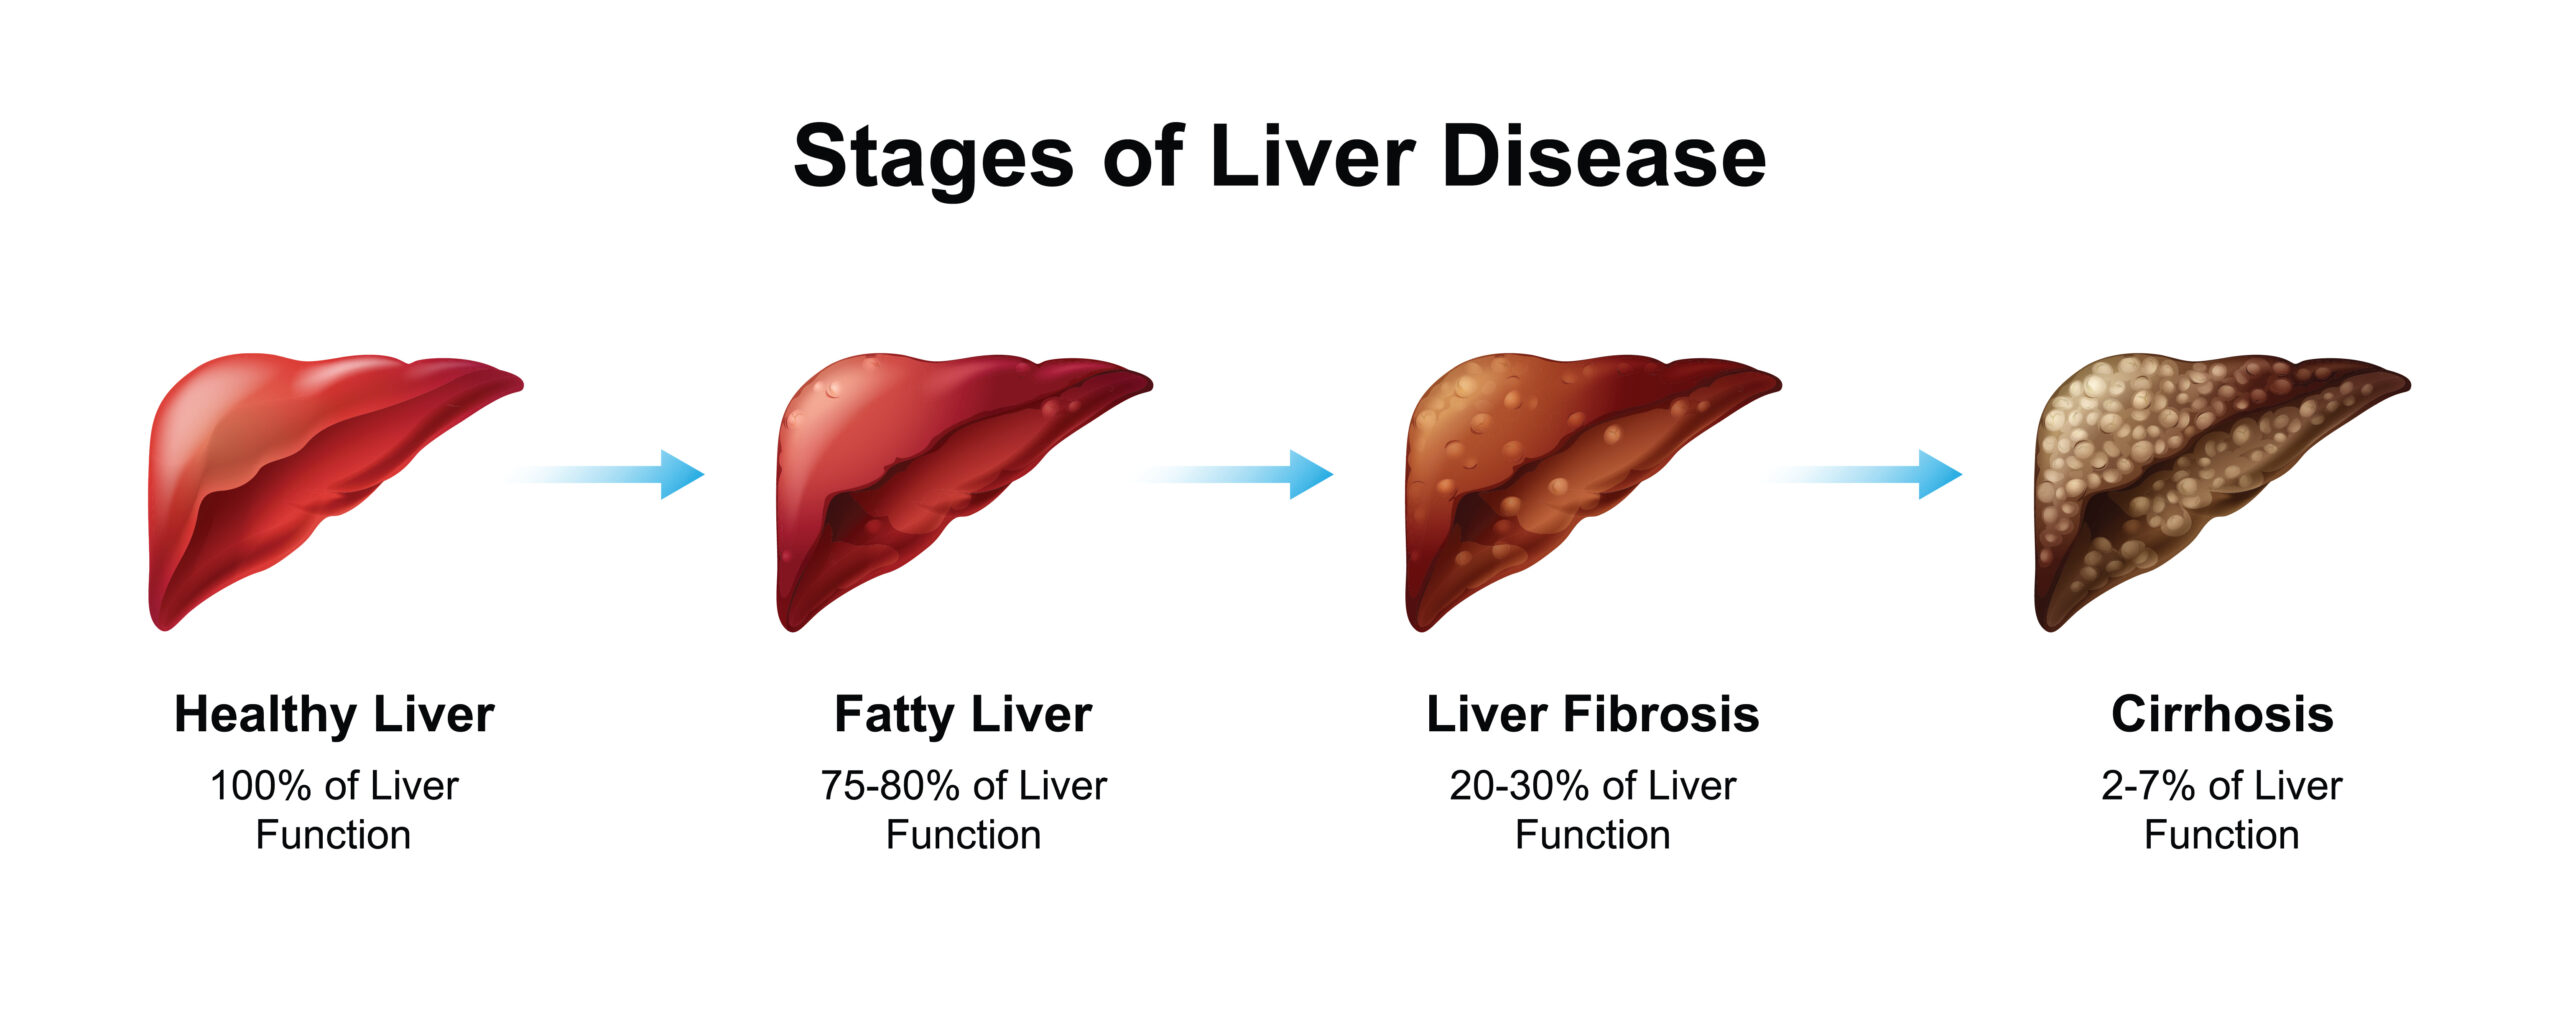 Stages of Liver Disease
Healthy Liver
100% of Liver
Function
Fatty Liver
75-80% of Liver
Function
Liver Fibrosis
20-30% of Liver
Function
Cirrhosis
2-7% of Liver
Function